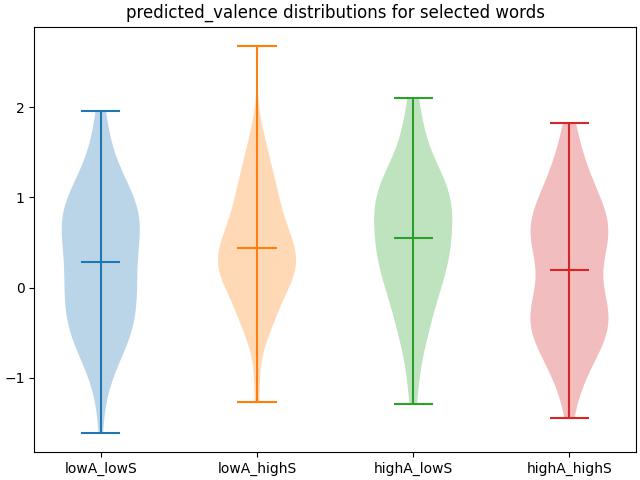 predicted_valence distributions for selected words
2
1
0
−1
lowA_lowS
lowA_highS
highA_lowS
highA_highS